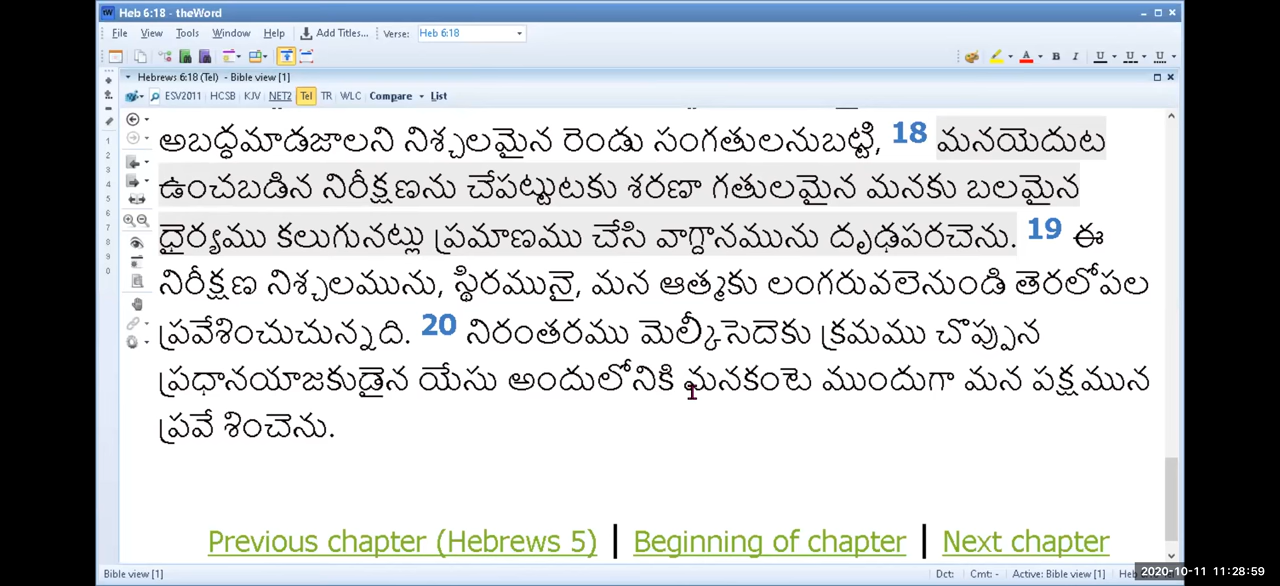 Heb 6:18 - theWord
File View Tools Window Help Add Titles... Verse: Heb 6:18
B I U U U
Hebrews 6:18 (Tel) - Bible view [1]
ESV2011 HCSB KJV NET2 Tel TR WLC Compare List
అబద్ధమాడజాలని నిశ్చలమైన రెండు సంగతులనుబట్టి, 18 మనయెదుట
ఉంచబడిన నిరీక్షణను చేపట్టుటకు శరణా గతులమైన మనకు బలమైన
ధైర్యము కలుగునట్లు ప్రమాణము చేసి వాగ్దానమును దృఢపరచెను. 19 ఈ
నిరీక్షణ నిశ్చలమును, స్థిరమునై, మన ఆత్మకు లంగరువలెనుండి తెరలోపల
ప్రవేశించుచున్నది. 20 నిరంతరము మెల్కీసెదెకు క్రమము చొప్పున
ప్రధానయాజకుడైన యేసు అందులోనికి మనకంటె ముందుగా మన పక్షమున
ప్రవే శించెను.
Previous chapter (Hebrews 5) | Beginning of chapter | Next chapter
Bible view [1] Dct: Cmt: - Active: Bible view [1] Heb
2020-10-11 11:28:59